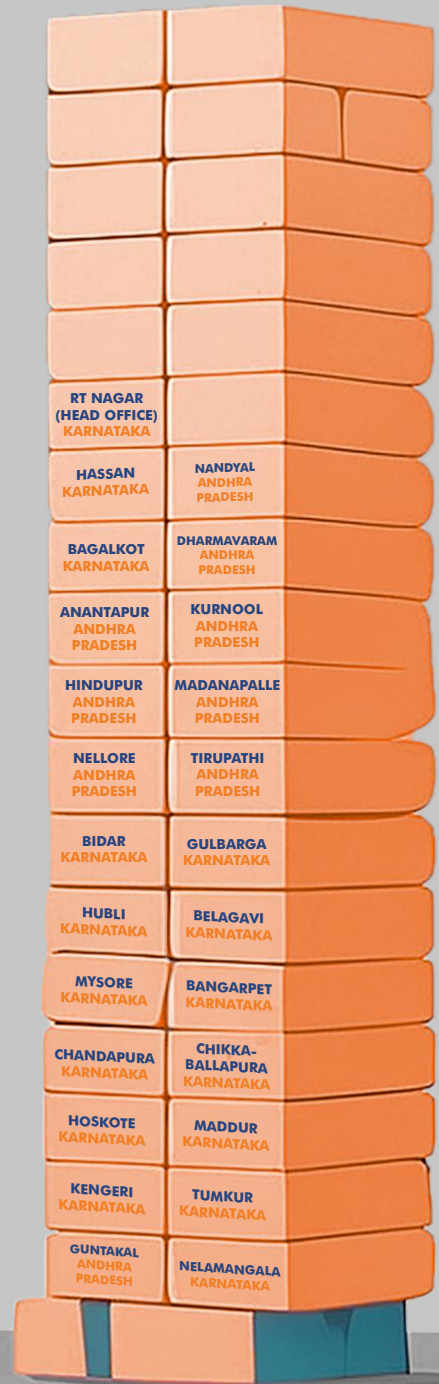 RT NAGAR
(HEAD OFFICE)
KARNATAKA
HASSAN
KARNATAKA
NANDYAL
ANDHRA
PRADESH
BAGALKOT
KARNATAKA
DHARMAVARAM
ANDHRA
PRADESH
ANANTAPUR
ANDHRA
PRADESH
KURNOOL
ANDHRA
PRADESH
HINDUPUR
ANDHRA
PRADESH
MADANAPALLE
ANDHRA
PRADESH
NELLORE
ANDHRA
PRADESH
TIRUPATHI
ANDHRA
PRADESH
BIDAR
KARNATAKA
GULBARGA
KARNATAKA
HUBLI
KARNATAKA
BELAGAVI
KARNATAKA
MYSORE
KARNATAKA
BANGARPET
KARNATAKA
CHANDAPURA
KARNATAKA
CHIKKA-
BALLAPURA
KARNATAKA
HOSKOTE
KARNATAKA
MADDUR
KARNATAKA
KENGERI
KARNATAKA
TUMKUR
KARNATAKA
GUNTAKAL
ANDHRA
PRADESH
NELAMANGALA
KARNATAKA